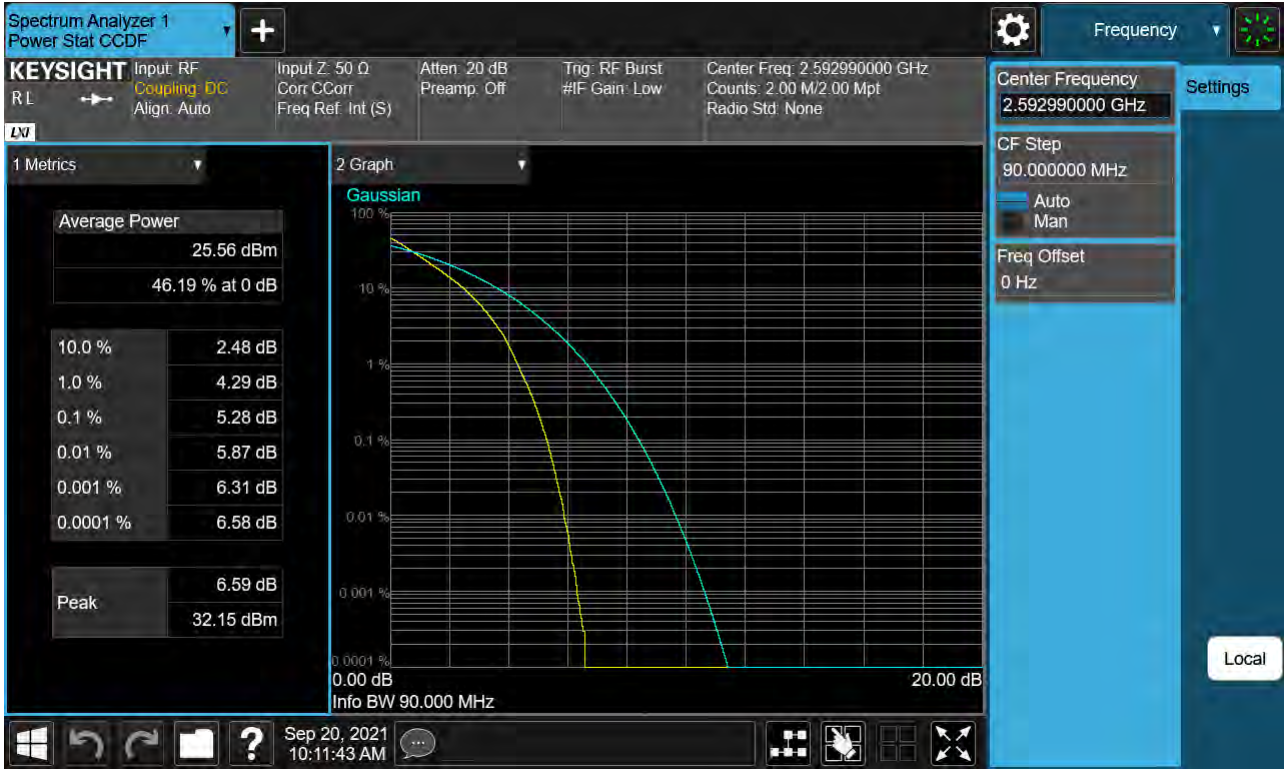 Spectrum Analyzer 1
Power Stat CCDF
Frequency
KEYSIGHT
RL
LXI
Input: RF
Coupling: DC
Align: Auto
Input Z: 50 Ω
Corr CCorr
Freq Ref: Int (S)
Atten: 20 dB
Preamp: Off
Trig: RF Burst
#IF Gain: Low
Center Freq: 2.592990000 GHz
Counts: 2.00 M/2.00 Mpt
Radio Std: None
Center Frequency
2.592990000 GHz
Settings
CF Step
90.000000 MHz
Auto
Man
Freq Offset
0 Hz
Local
1 Metrics
Average Power
25.56 dBm
46.19 % at 0 dB
10.0 % 2.48 dB
1.0 % 4.29 dB
0.1 % 5.28 dB
0.01 % 5.87 dB
0.001 % 6.31 dB
0.0001 % 6.58 dB
Peak
6.59 dB
32.15 dBm
2 Graph
Gaussian
100 %
10 %
1 %
0.1 %
0.01 %
0.001 %
0.0001 %
0.00 dB 20.00 dB
Info BW 90.000 MHz
?
Sep 20, 2021
10:11:43 AM